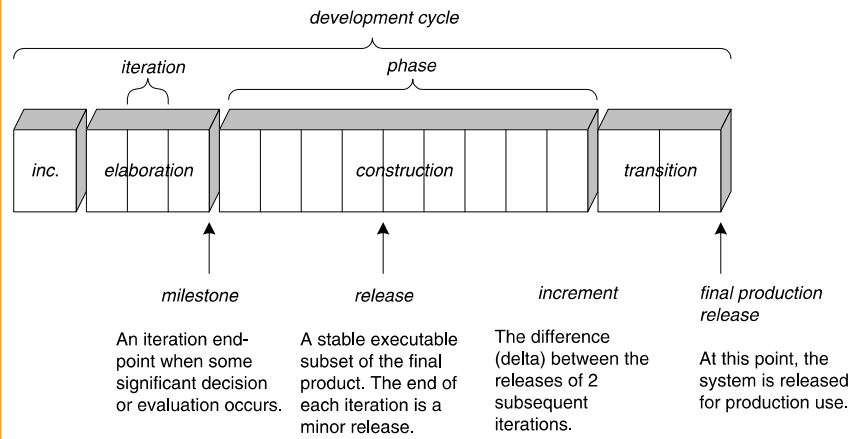 development cycle
iteration
phase
inc.
elaboration
construction
transition
milestone
An iteration end-
point when some
significant decision
or evaluation occurs.
release
A stable executable
subset of the final
product. The end of
each iteration is a
minor release.
increment
The difference
(delta) between the
releases of 2
subsequent
iterations.
final production
release
At this point, the
system is released
for production use.